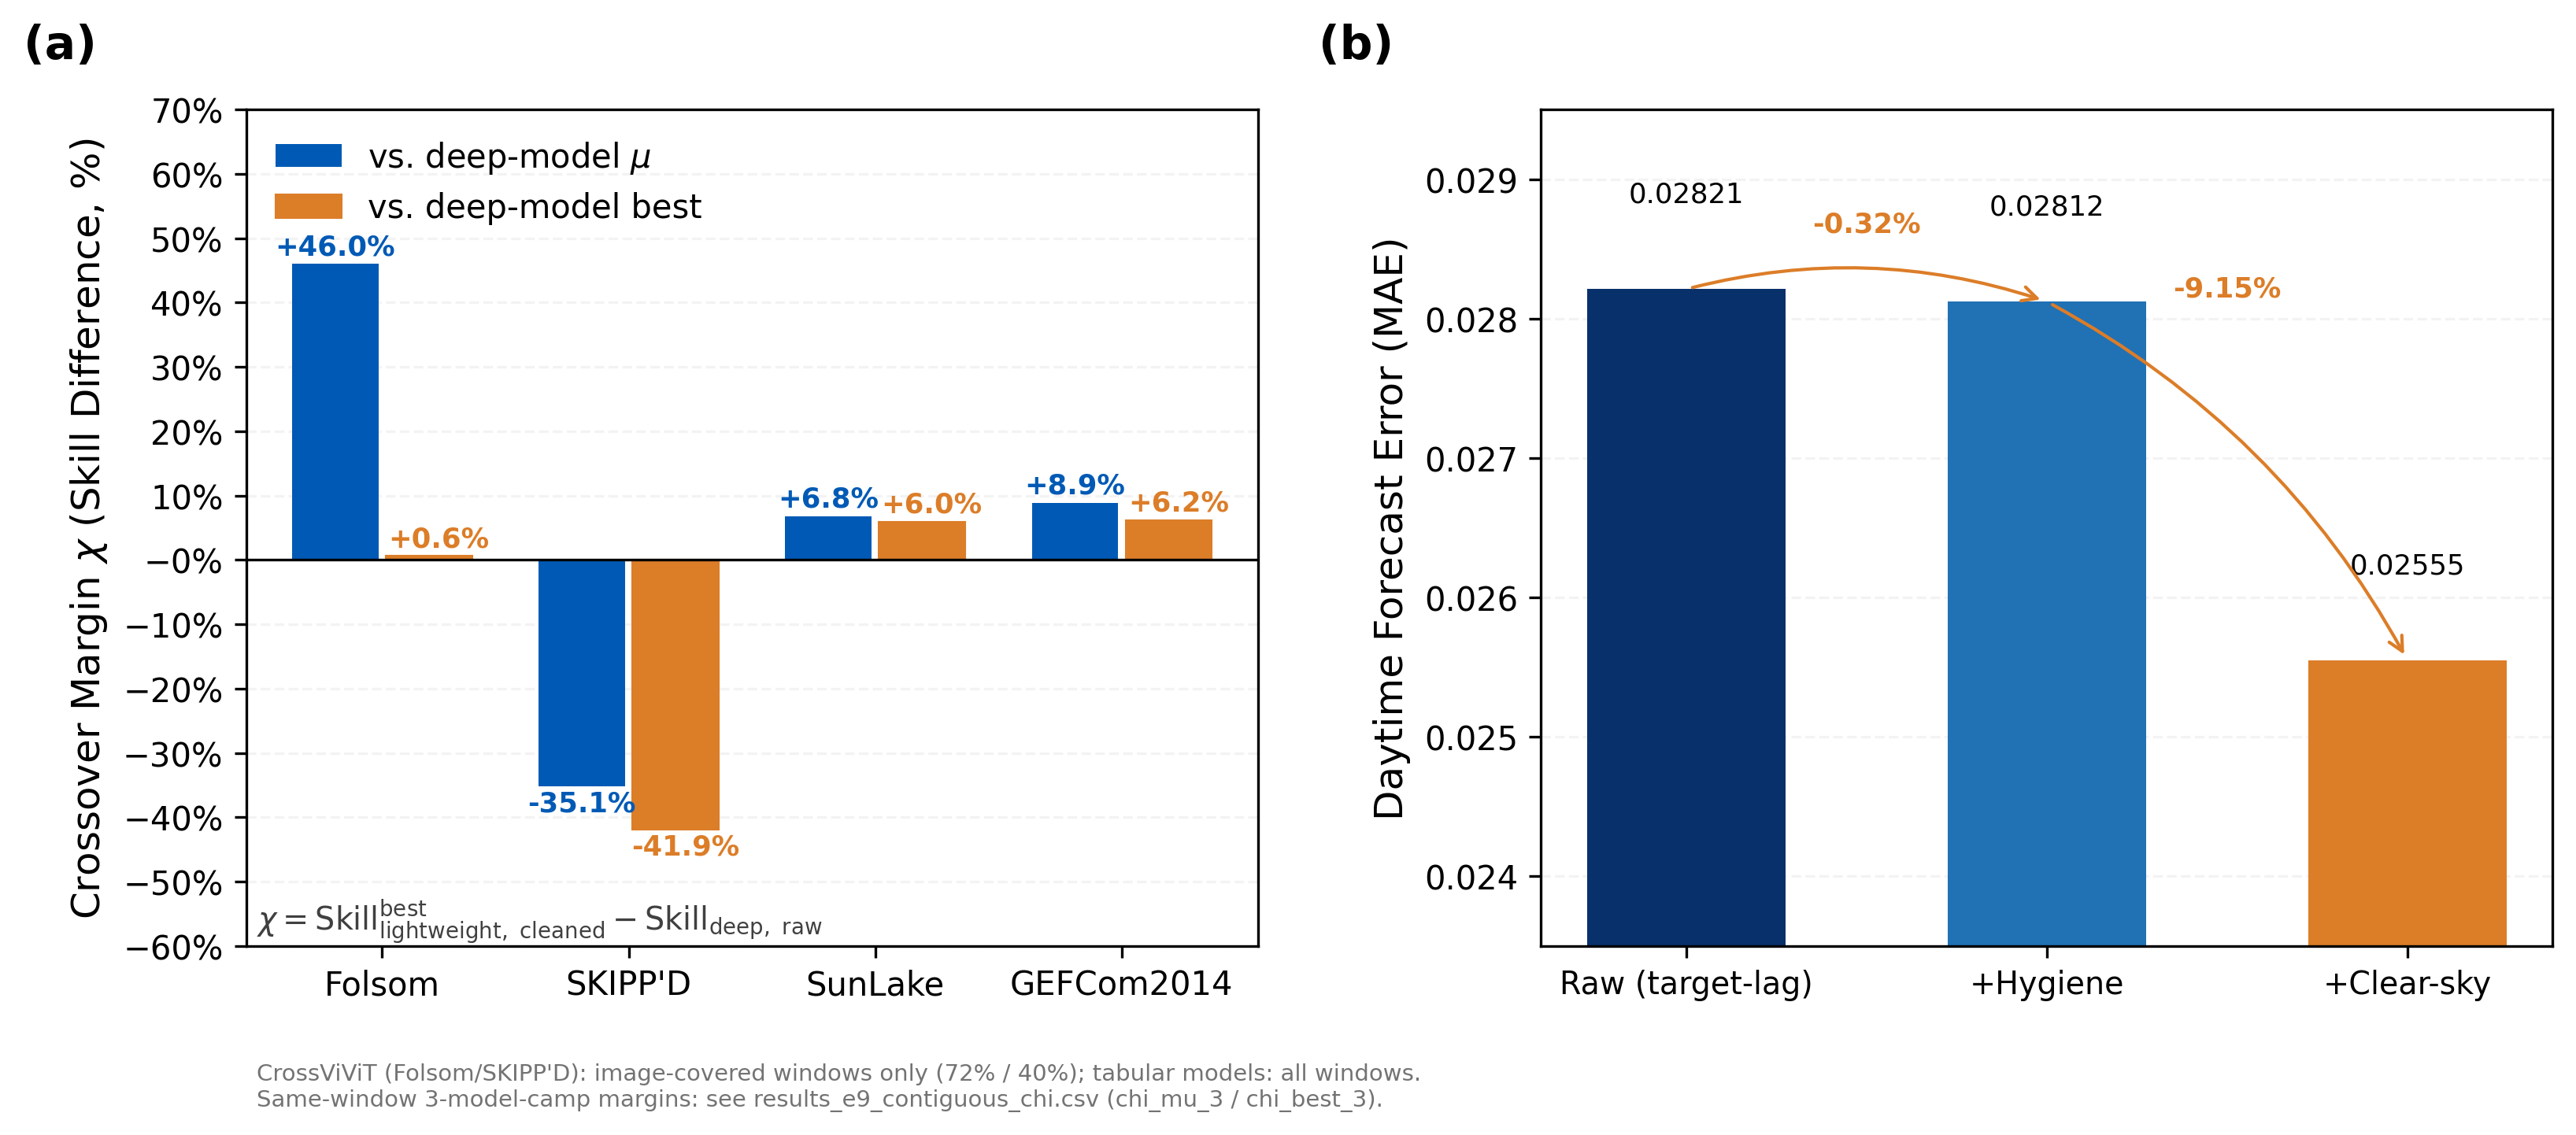 (a)
(b)
70%
60%
50%
40%
30%
20%
10%
−0%
−10%
−20%
−30%
−40%
−50%
−60%
Crossover Margin χ (Skill Difference, %)
vs. deep-model μ
vs. deep-model best
+46.0%
+0.6%
-35.1%
-41.9%
+6.8%
+6.0%
+8.9%
+6.2%
χ = Skill^best_lightweight, cleaned − Skill_deep, raw
Folsom
SKIPP'D
SunLake
GEFCom2014
0.029
0.028
0.027
0.026
0.025
0.024
Daytime Forecast Error (MAE)
0.02821
-0.32%
0.02812
-9.15%
0.02555
Raw (target-lag)
+Hygiene
+Clear-sky
CrossViViT (Folsom/SKIPP'D): image-covered windows only (72% / 40%); tabular models: all windows.
Same-window 3-model-camp margins: see results_e9_contiguous_chi.csv (chi_mu_3 / chi_best_3).